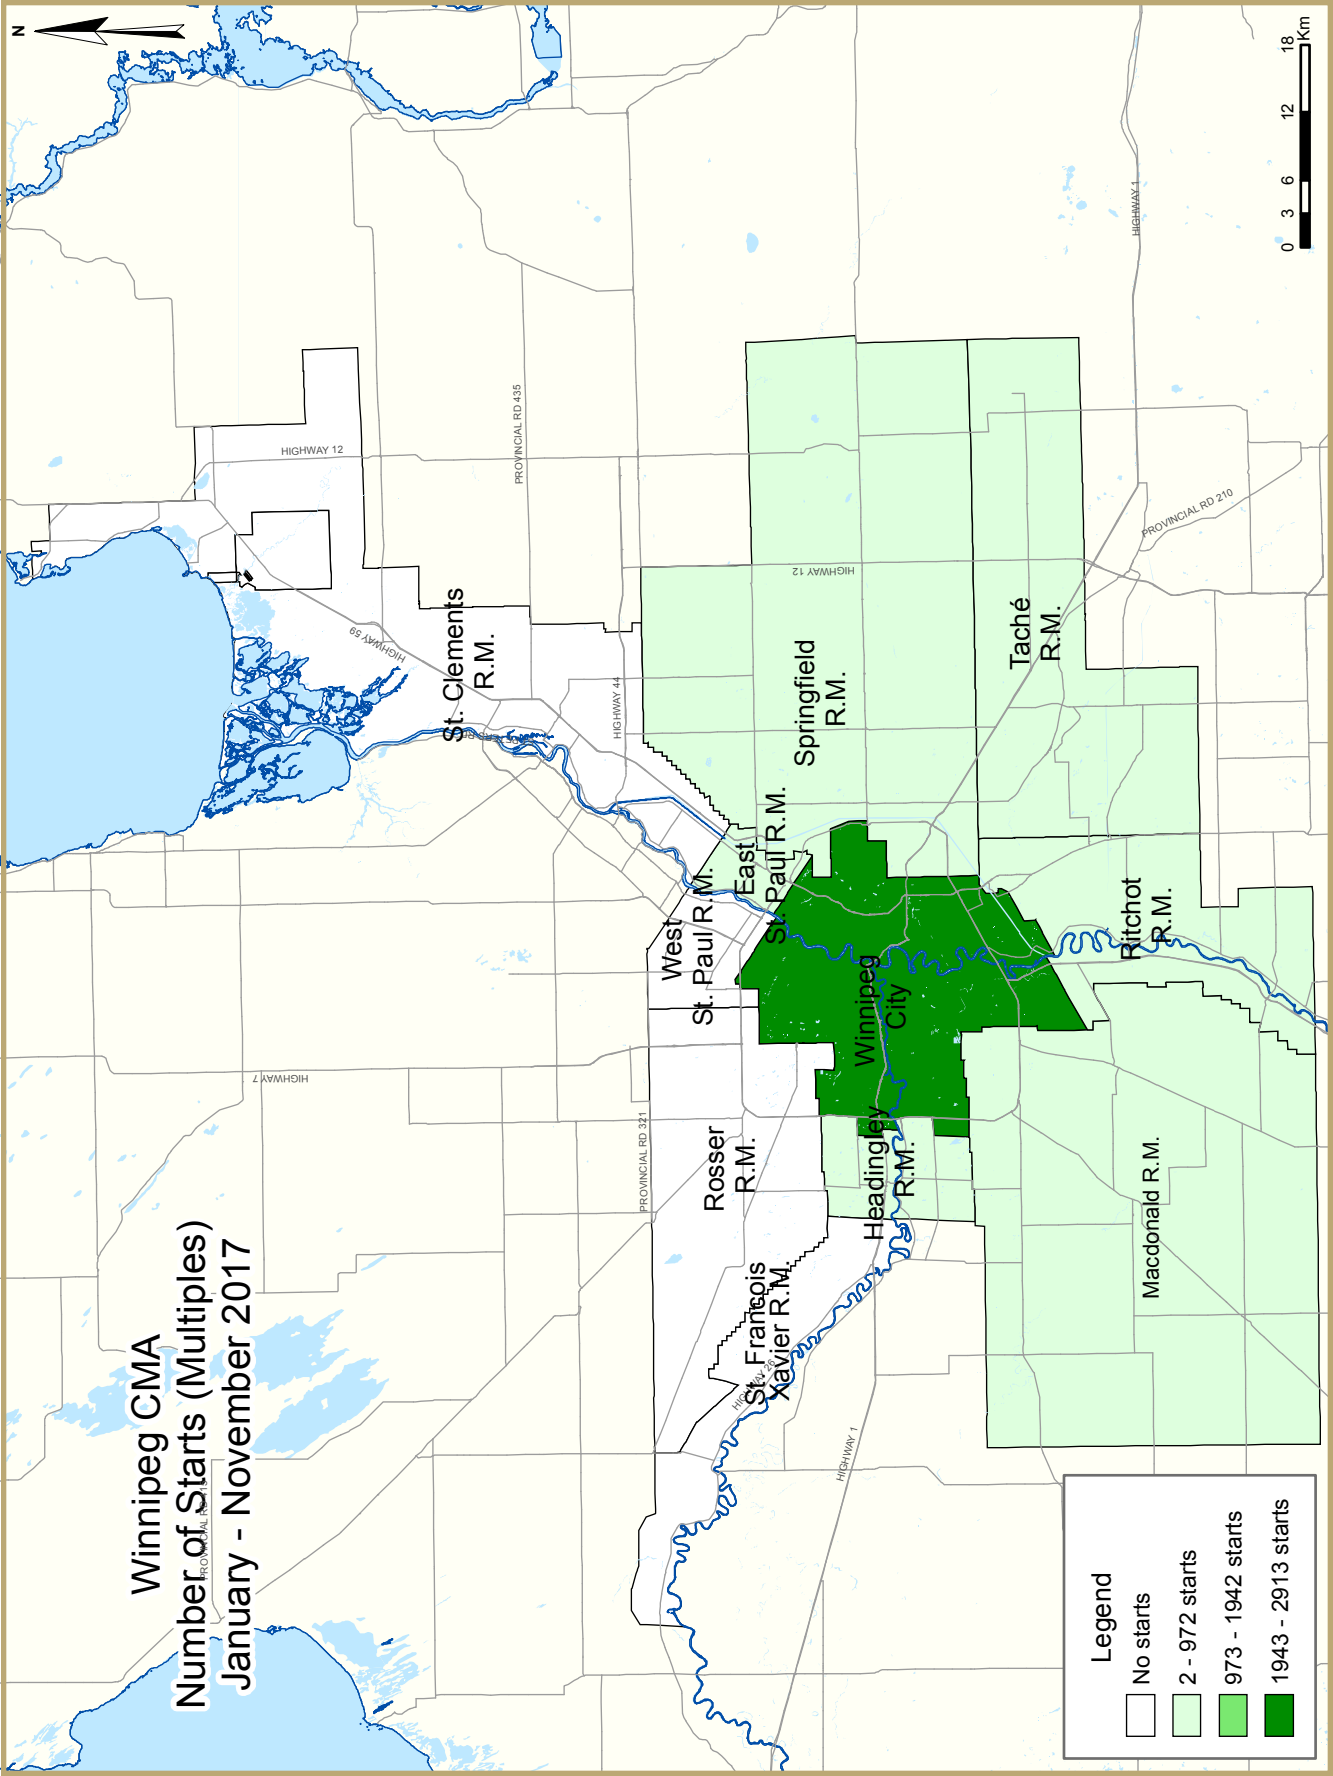 Winnipeg CMA
Number of Starts (Multiples)
January - November 2017
N
HIGHWAY 12
PROVINCIAL RD 435
HIGHWAY 59
St. Clements
R.M.
HIGHWAY 44
HIGHWAY 7
PROVINCIAL RD 321
HIGHWAY 1
HIGHWAY 12
PROVINCIAL RD 210
Springfield
R.M.
Taché
R.M.
East
St. Paul R.M.
West
St. Paul R.M.
Rosser
R.M.
Winnipeg
City
Headingley
R.M.
St. Francois
Xavier R.M.
HIGHWAY 26
HIGHWAY 1
Ritchot
R.M.
Macdonald R.M.
Legend
No starts
2 - 972 starts
973 - 1942 starts
1943 - 2913 starts
0 3 6 12 18
Km